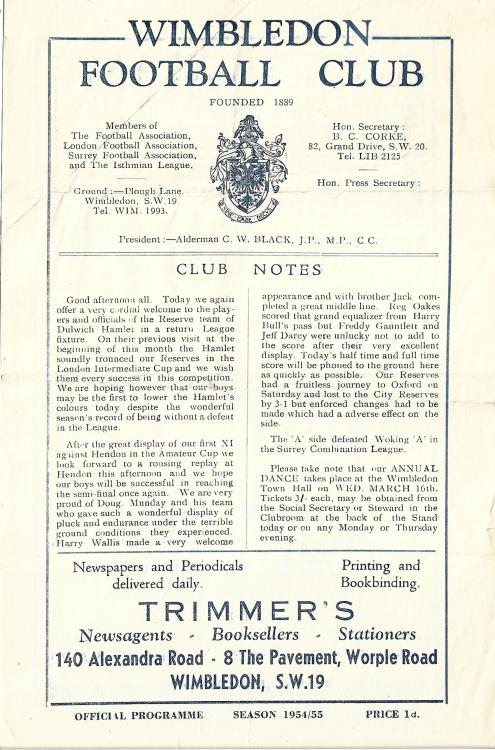 WIMBLEDON
FOOTBALL CLUB
FOUNDED 1889
Members of
The Football Association,
London Football Association,
Surrey Football Association,
and The Isthmian League.
Ground :—Plough Lane.
Wimbledon, S.W.19
Tel. WIM. 1993.
Hon. Secretary :
B. C. CORKE,
82, Grand Drive, S.W. 20.
Tel. LIB 2125
Hon. Press Secretary :
President :—Alderman C. W. BLACK, J.P., M.P., C.C.
CLUB NOTES
Good afternoon all. Today we again
offer a very cordial welcome to the play-
ers and officials of the Reserve team of
Dulwich Hamlet in a return League
fixture. On their previous visit at the
beginning of this month the Hamlet
soundly trounced our Reserves in the
London Intermediate Cup and we wish
them every success in this competition.
We are hoping however that our boys
may be the first to lower the Hamlet's
colours today despite the wonderful
season's record of being without a defeat
in the League.
After the great display of our first XI
against Hendon in the Amateur Cup we
look forward to a rousing replay at
Hendon this afternoon and we hope
our boys will be successful in reaching
the semi-final once again. We are very
proud of Doug. Munday and his team
who gave such a wonderful display of
pluck and endurance under the terrible
ground conditions they experienced.
Harry Wallis made a very welcome
appearance and with brother Jack com-
pleted a great middle line. Reg Oakes
scored that grand equalizer from Harry
Bull's pass but Freddy Gauntlett and
Jeff Darey were unlucky not to add to
the score after their very excellent
display. Today's half time and full time
score will be phoned to the ground here
as quickly as possible. Our Reserves
had a fruitless journey to Oxford on
Saturday and lost to the City Reserves
by 3-1 but enforced changes had to be
made which had a adverse effect on the
side.
The 'A' side defeated Woking 'A' in
the Surrey Combination League.
Please take note that our ANNUAL
DANCE takes place at the Wimbledon
Town Hall on WED. MARCH 16th.
Tickets 3/- each, may be obtained from
the Social Secretary or Steward in the
Clubroom at the back of the Stand
today or on any Monday or Thursday
evening.
Newspapers and Periodicals
delivered daily.
Printing and
Bookbinding.
TRIMMER'S
Newsagents - Booksellers - Stationers
140 Alexandra Road - 8 The Pavement, Worple Road
WIMBLEDON, S.W.19
OFFICIAL PROGRAMME SEASON 1954/55 PRICE 1d.